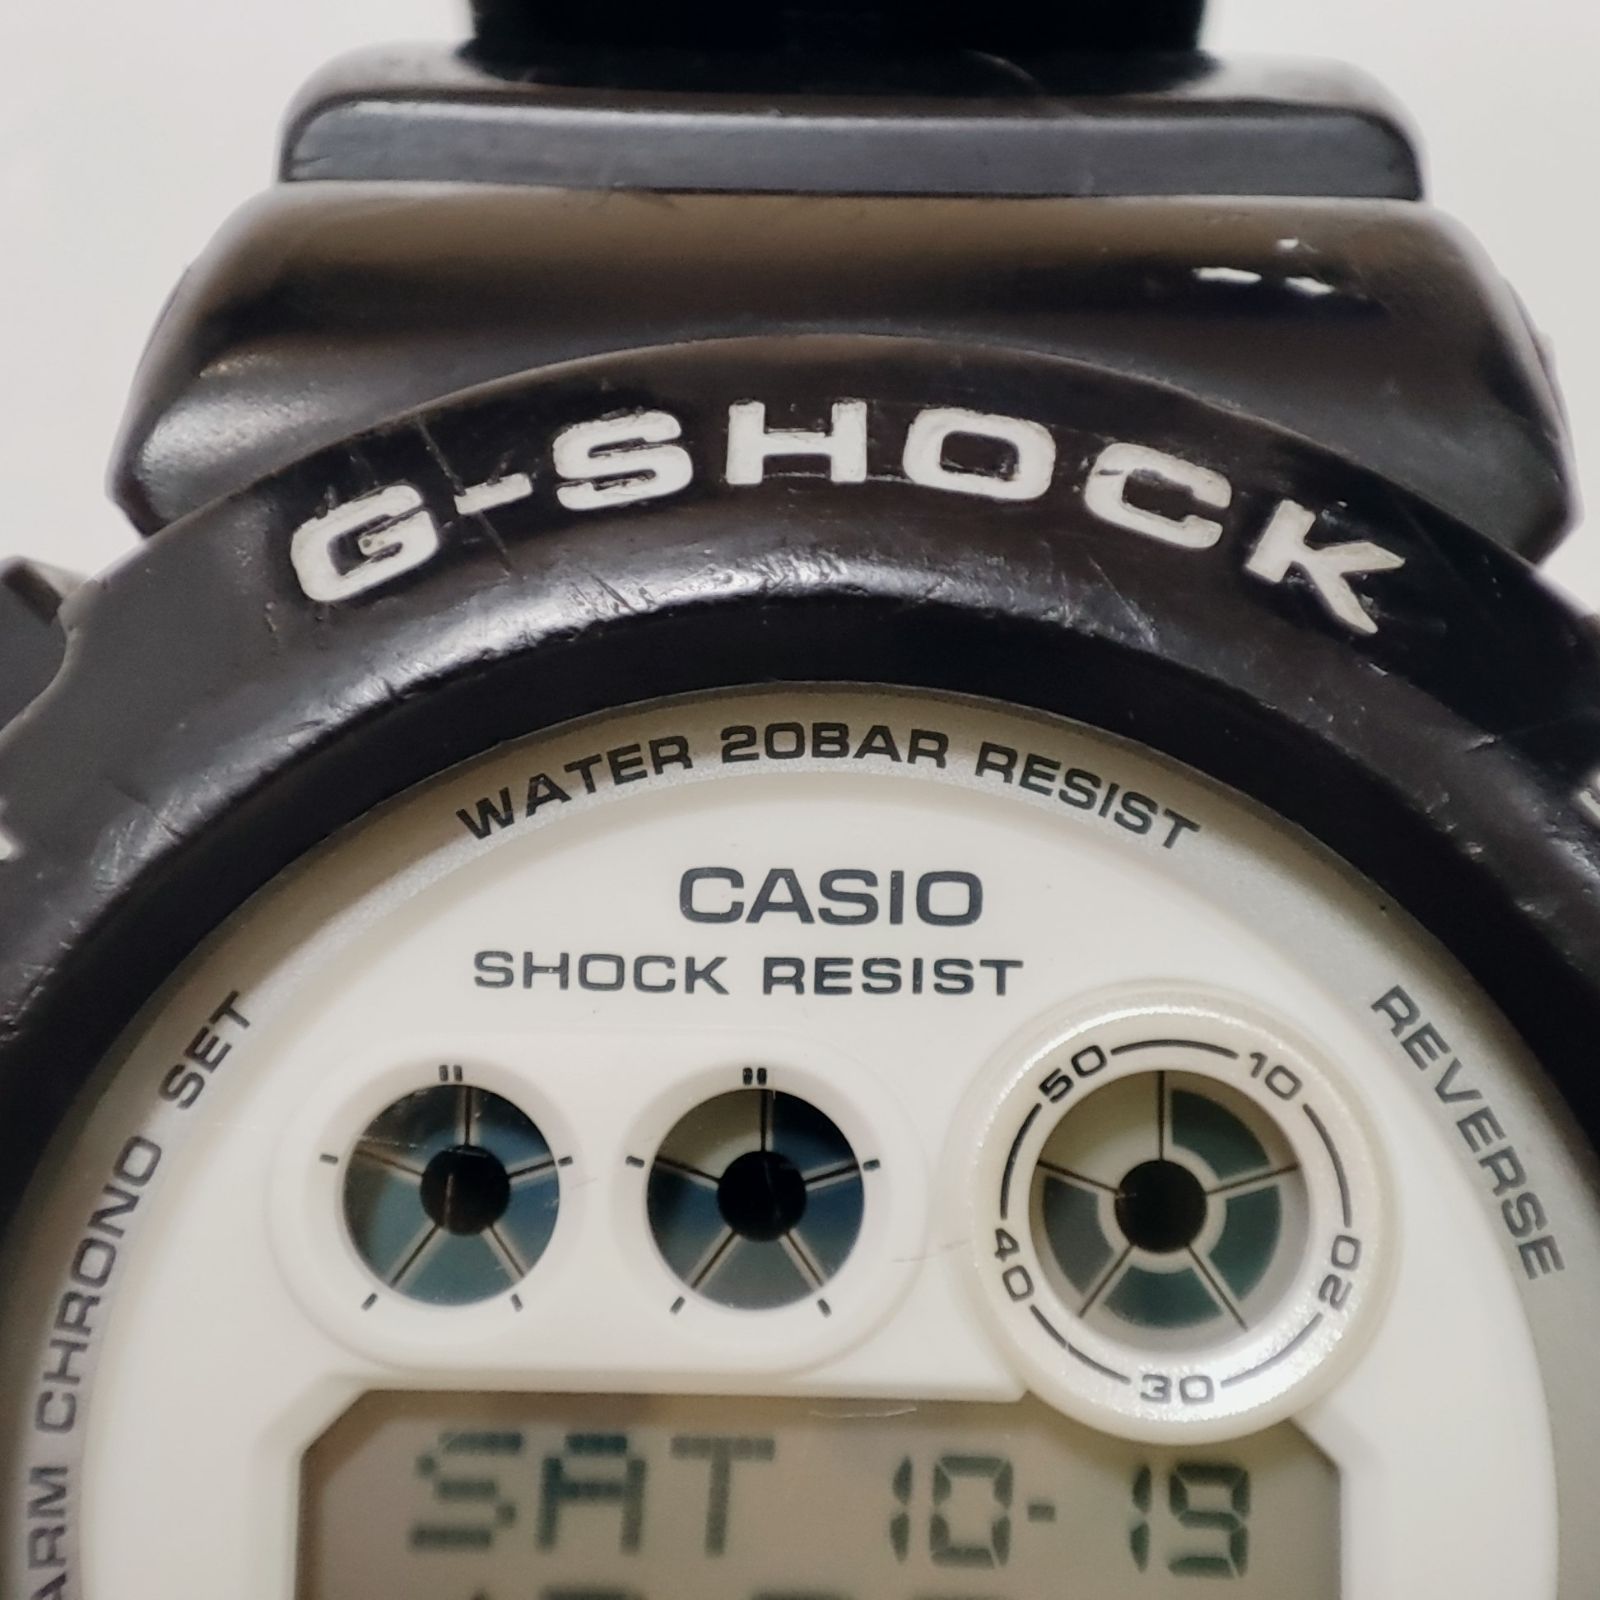 G-SHOCK
WATER 20BAR RESIST
CASIO
SHOCK RESIST
CHRONO SET
REVERSE
50 10
40 20
30
SAT 10-19